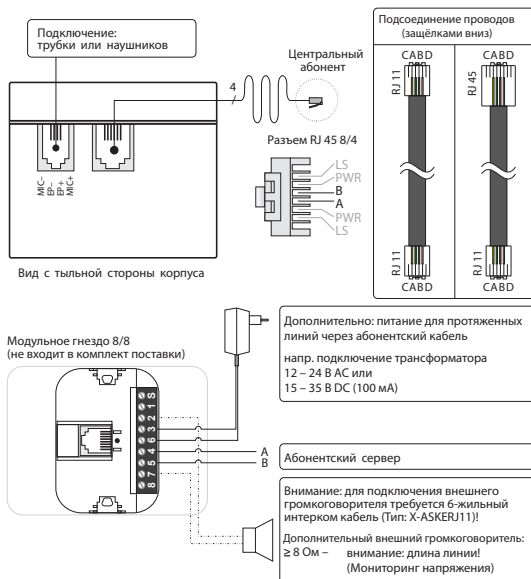 Подключение:
трубки или наушников
Центральный
абонент
4
MIC–
EP–
EP+
MIC+
Вид с тыльной стороны корпуса
Разъем RJ 45 8/4
LS
PWR
B
A
PWR
LS
Подсоединение проводов
(защёлками вниз)
CABD
RJ 11
RJ 11
CABD
CABD
RJ 45
RJ 11
CABD
Модульное гнездо 8/8
(не входит в комплект поставки)
S
1
2
3
6
4
5
7
8
A
B
Дополнительно: питание для протяженных
линий через абонентский кабель
напр. подключение трансформатора
12 – 24 В AC или
15 – 35 В DC (100 мА)
Абонентский сервер
Внимание: для подключения внешнего
громкоговорителя требуется 6-жильный
интерком кабель (Тип: X-ASKERJ11)!
Дополнительный внешний громкоговоритель:
≥ 8 Ом – внимание: длина линии!
(Мониторинг напряжения)